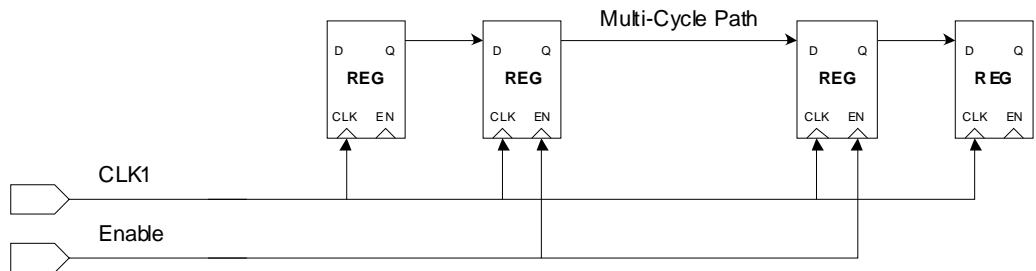 Multi-Cycle Path
D Q D Q D Q D Q
REG REG REG REG
CLK EN CLK EN CLK EN CLK EN
CLK1
Enable